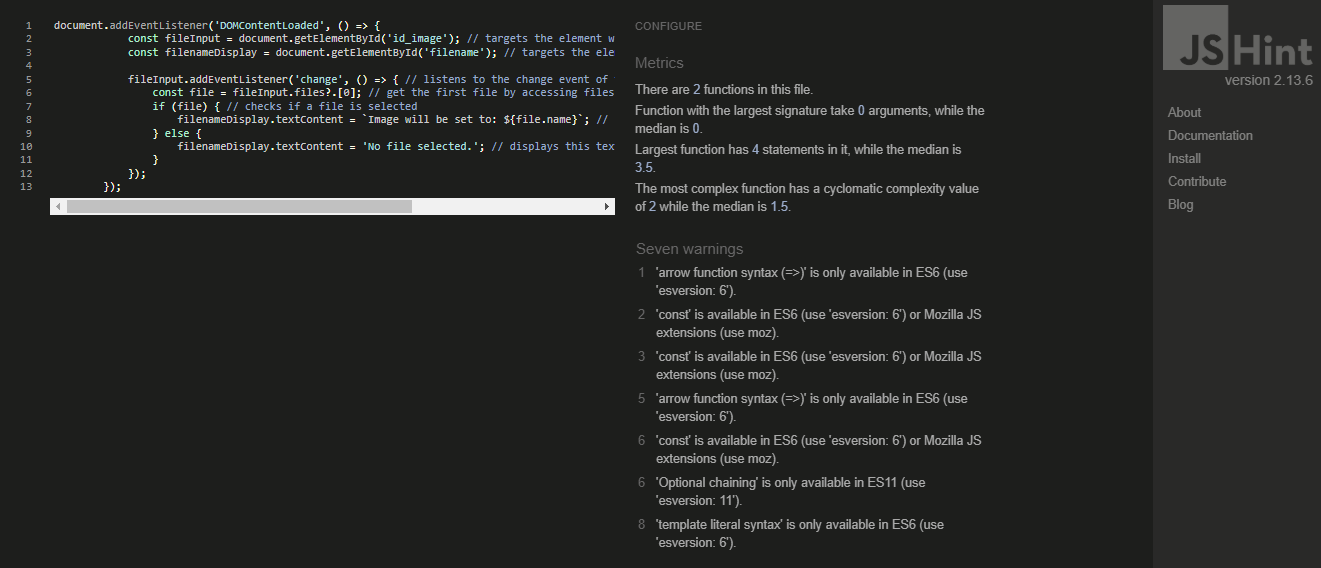 1 document.addEventListener('DOMContentLoaded', () => {
2 const fileInput = document.getElementById('id_image'); // targets the element w
3 const filenameDisplay = document.getElementById('filename'); // targets the ele
4
5 fileInput.addEventListener('change', () => { // listens to the change event of
6 const file = fileInput.files?.[0]; // get the first file by accessing files
7 if (file) { // checks if a file is selected
8 filenameDisplay.textContent = `Image will be set to: ${file.name}`; //
9 } else {
10 filenameDisplay.textContent = 'No file selected.'; // displays this tex
11 }
12 });
13 });
CONFIGURE
Metrics
There are 2 functions in this file.
Function with the largest signature take 0 arguments, while the
median is 0.
Largest function has 4 statements in it, while the median is
3.5.
The most complex function has a cyclomatic complexity value
of 2 while the median is 1.5.
Seven warnings
1 'arrow function syntax (=>)' is only available in ES6 (use
'esversion: 6').
2 'const' is available in ES6 (use 'esversion: 6') or Mozilla JS
extensions (use moz).
3 'const' is available in ES6 (use 'esversion: 6') or Mozilla JS
extensions (use moz).
5 'arrow function syntax (=>)' is only available in ES6 (use
'esversion: 6').
6 'const' is available in ES6 (use 'esversion: 6') or Mozilla JS
extensions (use moz).
6 'Optional chaining' is only available in ES11 (use
'esversion: 11').
8 'template literal syntax' is only available in ES6 (use
'esversion: 6').
JSHint
version 2.13.6
About
Documentation
Install
Contribute
Blog